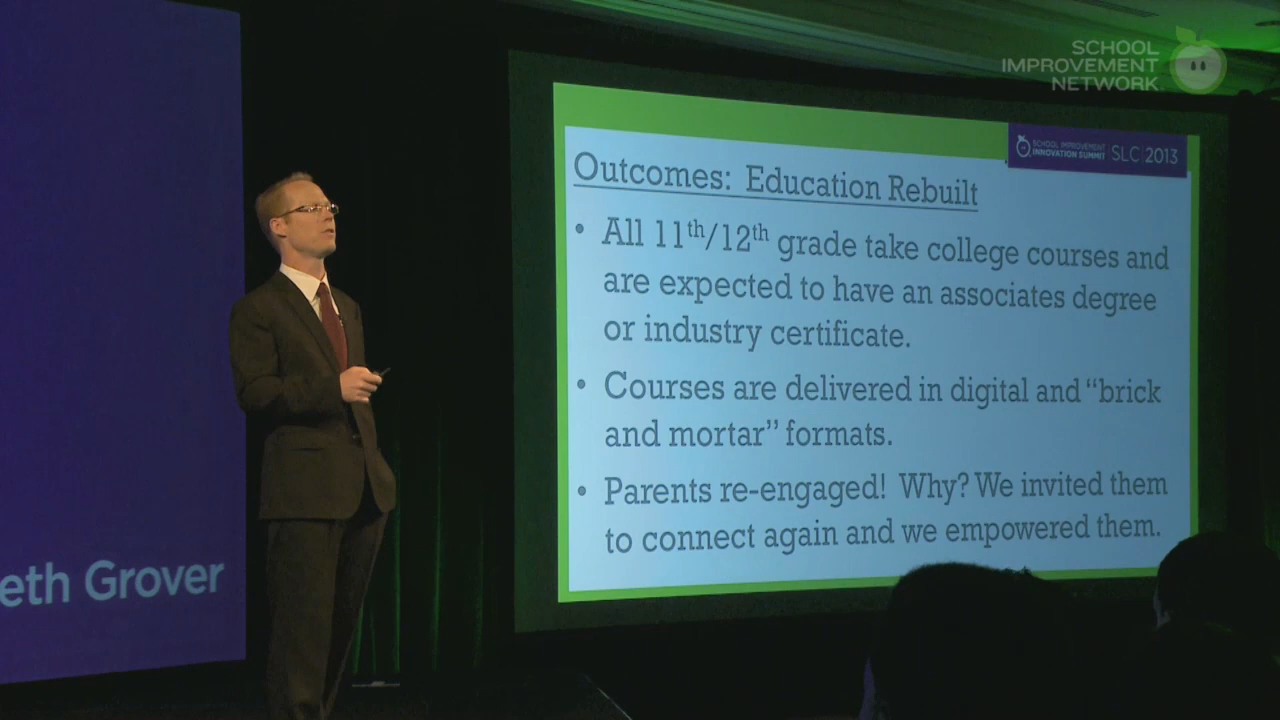 SCHOOL
IMPROVEMENT
NETWORK
SCHOOL IMPROVEMENT
INNOVATION SUMMIT
SLC | 2013
Outcomes: Education Rebuilt
• All 11th/12th grade take college courses and
are expected to have an associates degree
or industry certificate.
• Courses are delivered in digital and “brick
and mortar” formats.
• Parents re-engaged! Why? We invited them
to connect again and we empowered them.
eth Grover